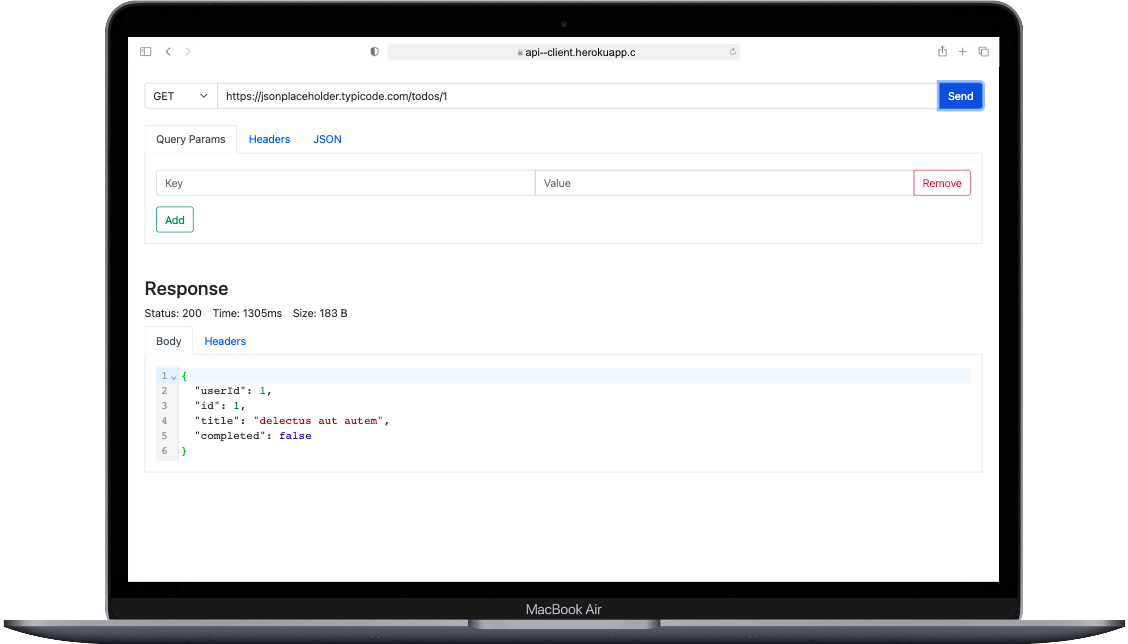 api--client.herokuapp.c
GET https://jsonplaceholder.typicode.com/todos/1 Send
Query Params Headers JSON
Key Value Remove
Add
Response
Status: 200 Time: 1305ms Size: 183 B
Body Headers
1 {
2 "userId": 1,
3 "id": 1,
4 "title": "delectus aut autem",
5 "completed": false
6 }
MacBook Air